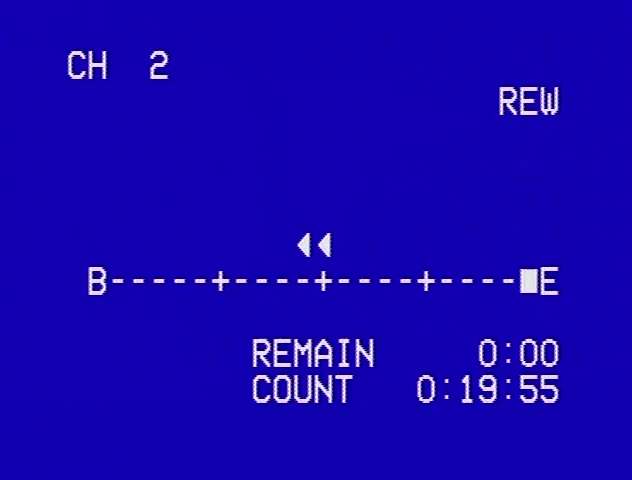 CH 2
REW
◀◀
B-----+----+----+----■E
REMAIN 0:00
COUNT 0:19:55